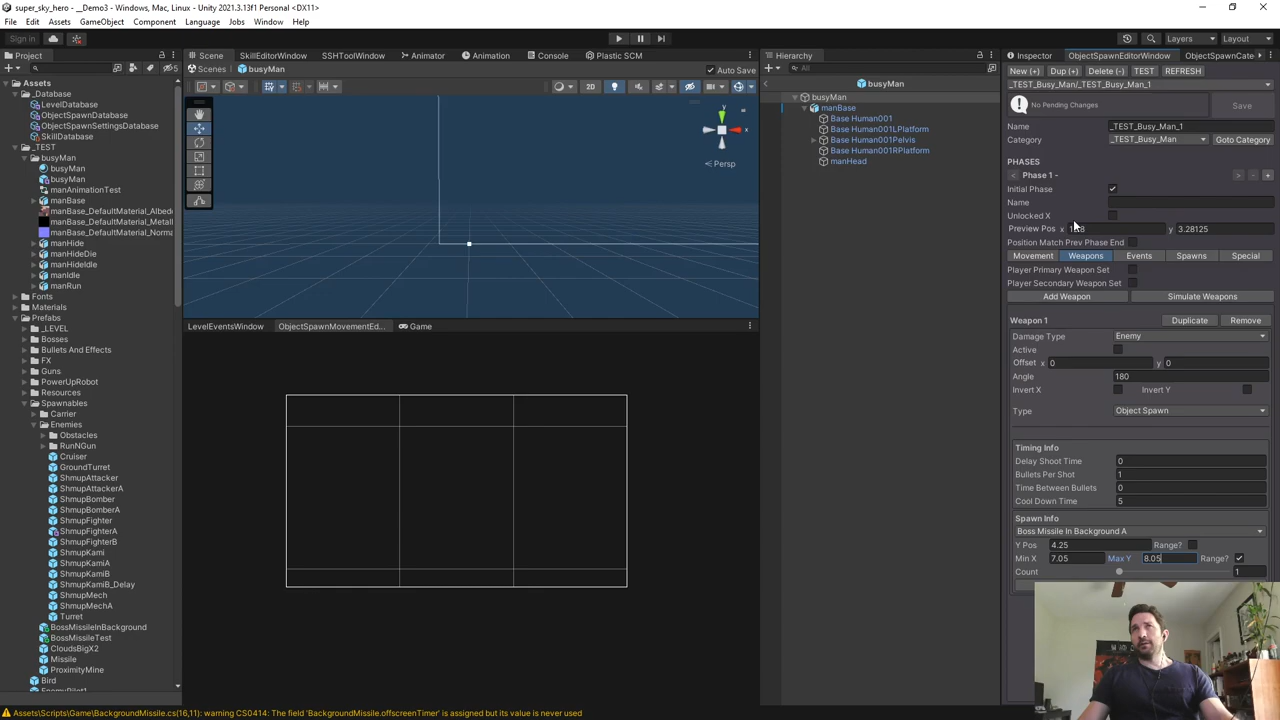 super_sky_hero - __Demo3 - Windows, Mac, Linux - Unity 2021.3.13f1 Personal <DX11>
File Edit Assets GameObject Component Language Jobs Window Help
Sign in Layers Layout
Project
Assets
_Database
LevelDatabase
ObjectSpawnDatabase
ObjectSpawnSettingsDatabase
SkillDatabase
_TEST
busyMan
busyMan
busyMan
manAnimationTest
manBase
manBase_DefaultMaterial_Albed
manBase_DefaultMaterial_Metall
manBase_DefaultMaterial_Norma
manHide
manHideDie
manHideIdle
manIdle
manRun
Fonts
Materials
Prefabs
_LEVEL
Bosses
Bullets And Effects
FX
Guns
PowerUpRobot
Resources
Spawnables
Carrier
Enemies
Obstacles
RunNGun
Cruiser
GroundTurret
ShmupAttacker
ShmupAttackerA
ShmupBomber
ShmupBomberA
ShmupFighter
ShmupFighterA
ShmupFighterB
ShmupKami
ShmupKamiA
ShmupKamiB
ShmupKamiB_Delay
ShmupMech
ShmupMechA
Turret
BossMissileInBackground
BossMissileTest
CloudsBigX2
Missile
ProximityMine
Bird
EnemyPilot1
Scene SkillEditorWindow SSHToolWindow Animator Animation Console Plastic SCM
Scenes busyMan Auto Save
2D
y
x
Persp
LevelEventsWindow ObjectSpawnMovementEd... Game
Hierarchy
All
busyMan
busyMan
manBase
Base Human001
Base Human001LPlatform
Base Human001Pelvis
Base Human001RPlatform
manHead
Inspector ObjectSpawnEditorWindow ObjectSpawnCate
New (+) Dup (+) Delete (-) TEST REFRESH
_TEST_Busy_Man/_TEST_Busy_Man_1
No Pending Changes Save
Name _TEST_Busy_Man_1
Category _TEST_Busy_Man Goto Category
PHASES
< Phase 1 - > - +
Initial Phase
Name
Unlocked X
Preview Pos x y 3.28125
Position Match Prev Phase End
Movement Weapons Events Spawns Special
Player Primary Weapon Set
Player Secondary Weapon Set
Add Weapon Simulate Weapons
Weapon 1 Duplicate Remove
Damage Type Enemy
Active
Offset x 0 y 0
Angle 180
Invert X Invert Y
Type Object Spawn
Timing Info
Delay Shoot Time 0
Bullets Per Shot 1
Time Between Bullets 0
Cool Down Time 5
Spawn Info
Boss Missile In Background A
Y Pos 4.25 Range?
Min X 7.05 Max Y 8.05 Range?
Count 1
Assets\Scripts\Game\BackgroundMissile.cs(16,11): warning CS0414: The field 'BackgroundMissile.offscreenTimer' is assigned but its value is never used